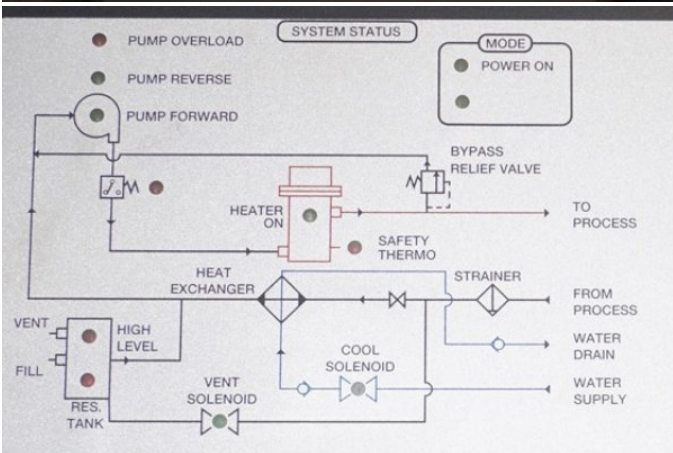 SYSTEM STATUS
MODE
PUMP OVERLOAD
POWER ON
PUMP REVERSE
PUMP FORWARD
BYPASS
RELIEF VALVE
HEATER
ON
TO
PROCESS
SAFETY
THERMO
HEAT
EXCHANGER
STRAINER
FROM
PROCESS
VENT
HIGH
LEVEL
WATER
DRAIN
FILL
COOL
SOLENOID
VENT
SOLENOID
WATER
SUPPLY
RES.
TANK